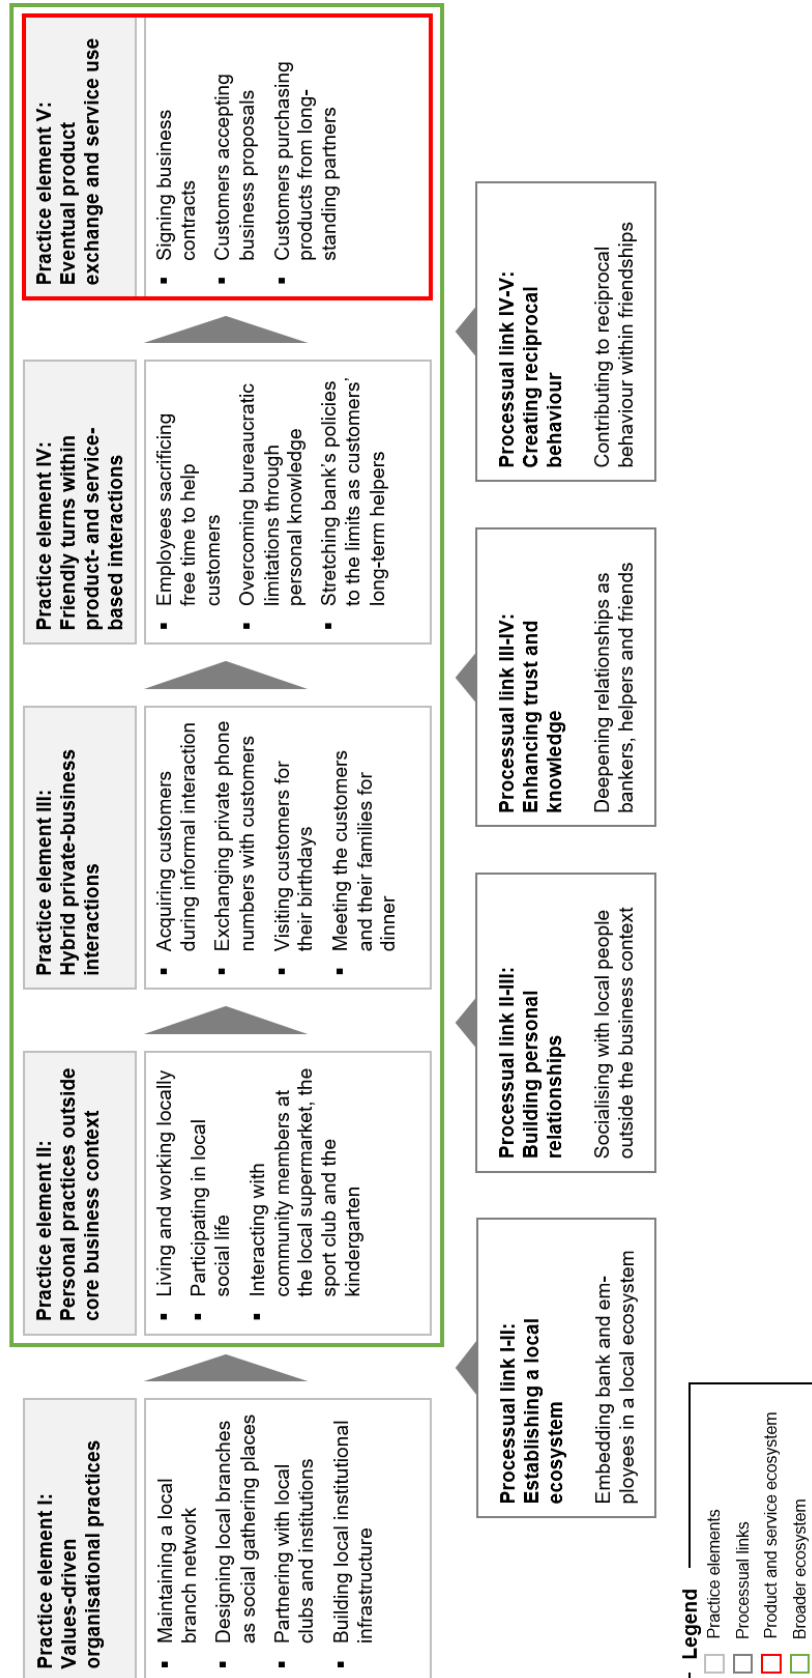 Practice element I:
Values-driven
organisational practices
▪ Maintaining a local
branch network
▪ Designing local branches
as social gathering places
▪ Partnering with local
clubs and institutions
▪ Building local institutional
infrastructure
Practice element II:
Personal practices outside
core business context
▪ Living and working locally
▪ Participating in local
social life
▪ Interacting with
community members at
the local supermarket, the
sport club and the
kindergarten
Practice element III:
Hybrid private-business
interactions
▪ Acquiring customers
during informal interaction
▪ Exchanging private phone
numbers with customers
▪ Visiting customers for
their birthdays
▪ Meeting the customers
and their families for
dinner
Practice element IV:
Friendly turns within
product- and service-
based interactions
▪ Employees sacrificing
free time to help
customers
▪ Overcoming bureaucratic
limitations through
personal knowledge
▪ Stretching bank's policies
to the limits as customers'
long-term helpers
Practice element V:
Eventual product
exchange and service use
▪ Signing business
contracts
▪ Customers accepting
business proposals
▪ Customers purchasing
products from long-
standing partners
Processual link I-II:
Establishing a local
ecosystem
Embedding bank and em-
ployees in a local ecosystem
Processual link II-III:
Building personal
relationships
Socialising with local people
outside the business context
Processual link III-IV:
Enhancing trust and
knowledge
Deepening relationships as
bankers, helpers and friends
Processual link IV-V:
Creating reciprocal
behaviour
Contributing to reciprocal
behaviour within friendships
Legend
Practice elements
Processual links
Product and service ecosystem
Broader ecosystem